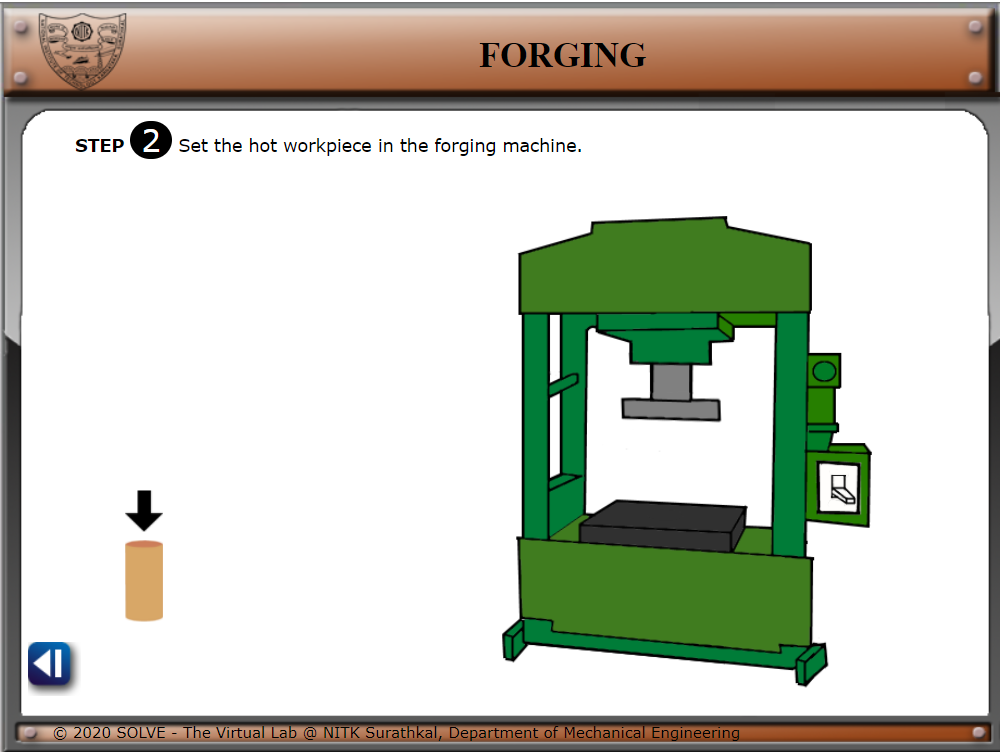 FORGING
STEP 2 Set the hot workpiece in the forging machine.
© 2020 SOLVE - The Virtual Lab @ NITK Surathkal, Department of Mechanical Engineering